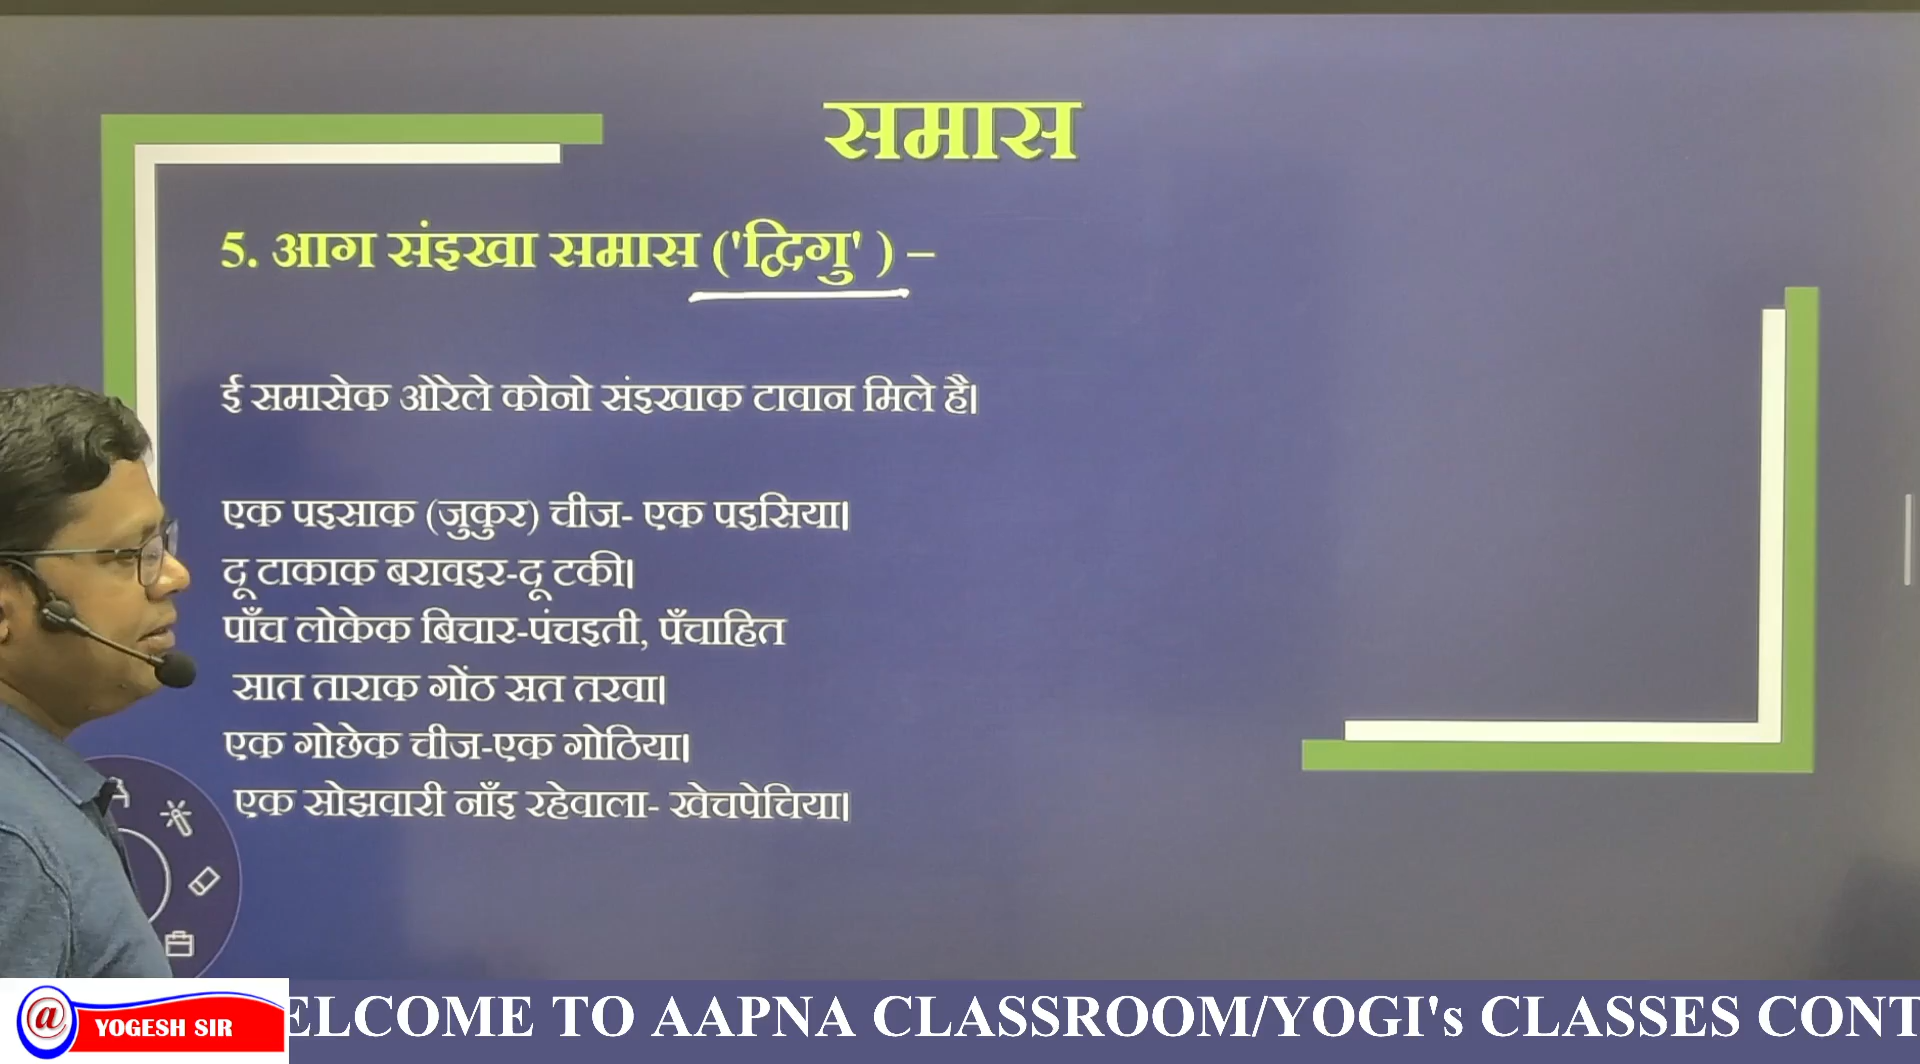 समास
5. आग संइखा समास ('द्विगु' ) –
ई समासेक औरेले कोनो संइखाक टावान मिले है।
एक पइसाक (जुकुर) चीज- एक पइसिया।
दू टाकाक बरावइर-दू टकी।
पाँच लोकेक बिचार-पंचइती, पँचाहित
सात ताराक गोंठ सत तरवा।
एक गोछेक चीज-एक गोठिया।
एक सोझवारी नाँइ रहेवाला- खेचपेचिया।
@ YOGESH SIR
ELCOME TO AAPNA CLASSROOM/YOGI's CLASSES CONT